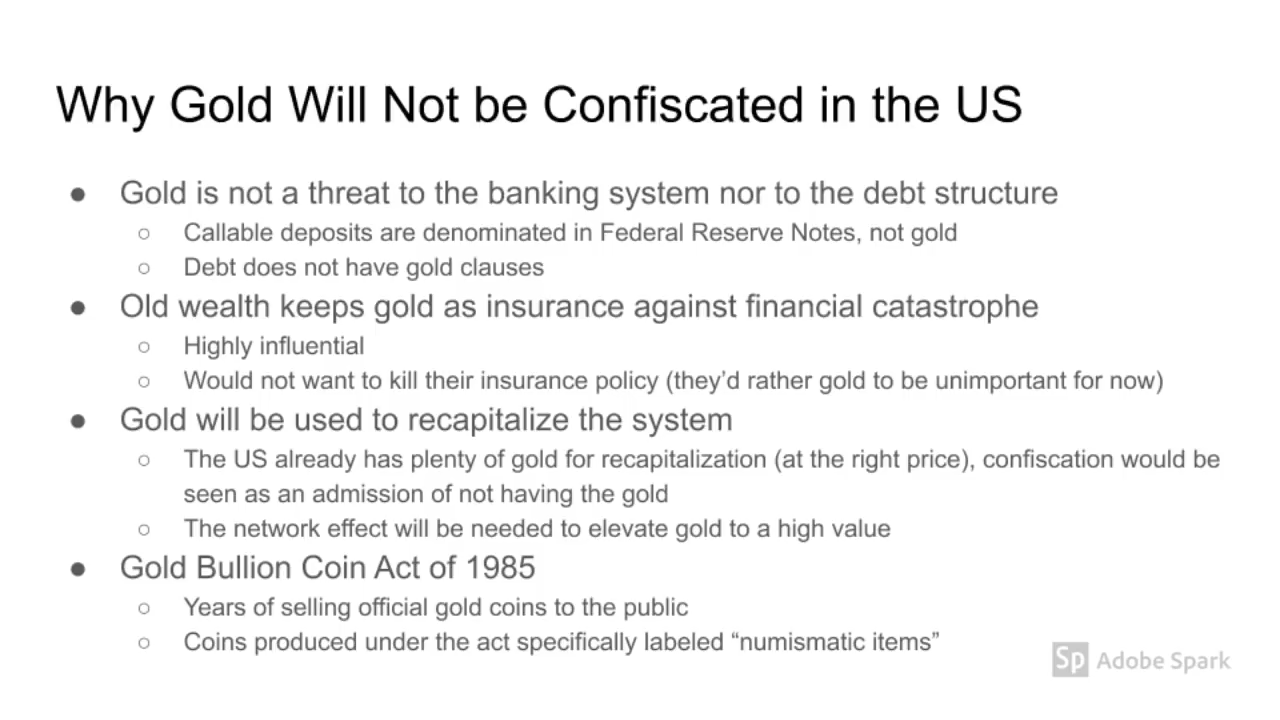 Why Gold Will Not be Confiscated in the US
● Gold is not a threat to the banking system nor to the debt structure
○ Callable deposits are denominated in Federal Reserve Notes, not gold
○ Debt does not have gold clauses
● Old wealth keeps gold as insurance against financial catastrophe
○ Highly influential
○ Would not want to kill their insurance policy (they’d rather gold to be unimportant for now)
● Gold will be used to recapitalize the system
○ The US already has plenty of gold for recapitalization (at the right price), confiscation would be
seen as an admission of not having the gold
○ The network effect will be needed to elevate gold to a high value
● Gold Bullion Coin Act of 1985
○ Years of selling official gold coins to the public
○ Coins produced under the act specifically labeled “numismatic items”
Sp Adobe Spark